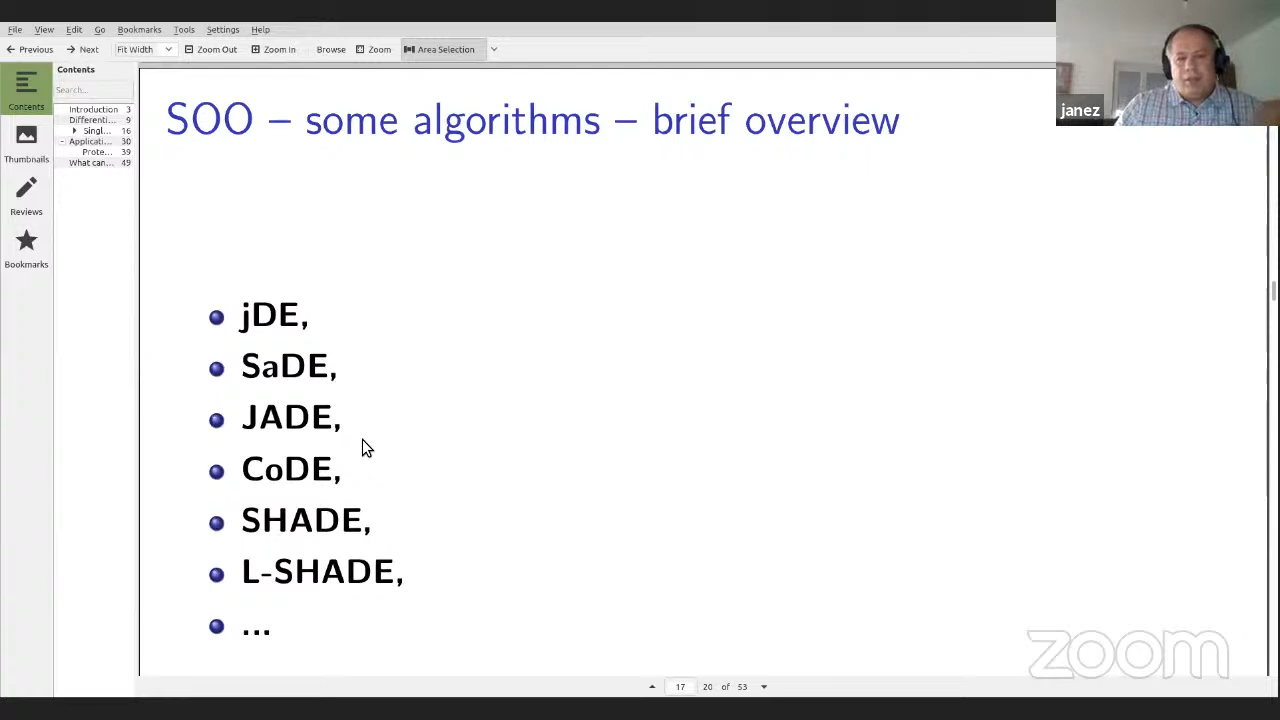 File View Edit Go Bookmarks Tools Settings Help
Previous Next Fit Width Zoom Out Zoom In Browse Zoom Area Selection
Contents
Search...
Contents
Introduction 3
Differenti... 9
Singl... 16
Applicati... 30
Prote... 39
What can... 49
Thumbnails
Reviews
Bookmarks
SOO – some algorithms – brief overview
jDE,
SaDE,
JADE,
CoDE,
SHADE,
L-SHADE,
...
janez
zoom
17 20 of 53